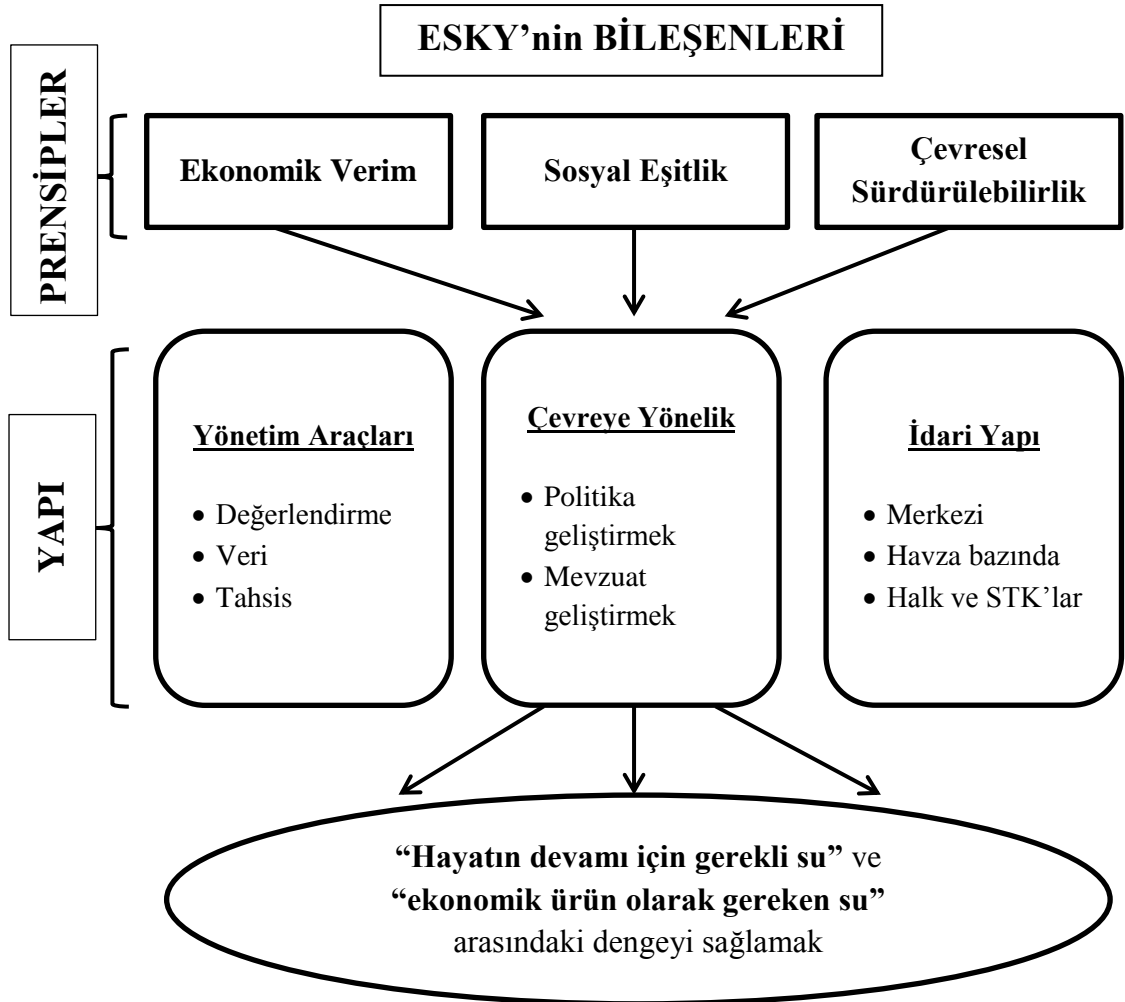 ESKY’nin BİLEŞENLERİ
PRENSİPLER
Ekonomik Verim
Sosyal Eşitlik
Çevresel
Sürdürülebilirlik
YAPI
Yönetim Araçları
• Değerlendirme
• Veri
• Tahsis
Çevreye Yönelik
• Politika
geliştirmek
• Mevzuat
geliştirmek
İdari Yapı
• Merkezi
• Havza bazında
• Halk ve STK’lar
“Hayatın devamı için gerekli su” ve
“ekonomik ürün olarak gereken su”
arasındaki dengeyi sağlamak